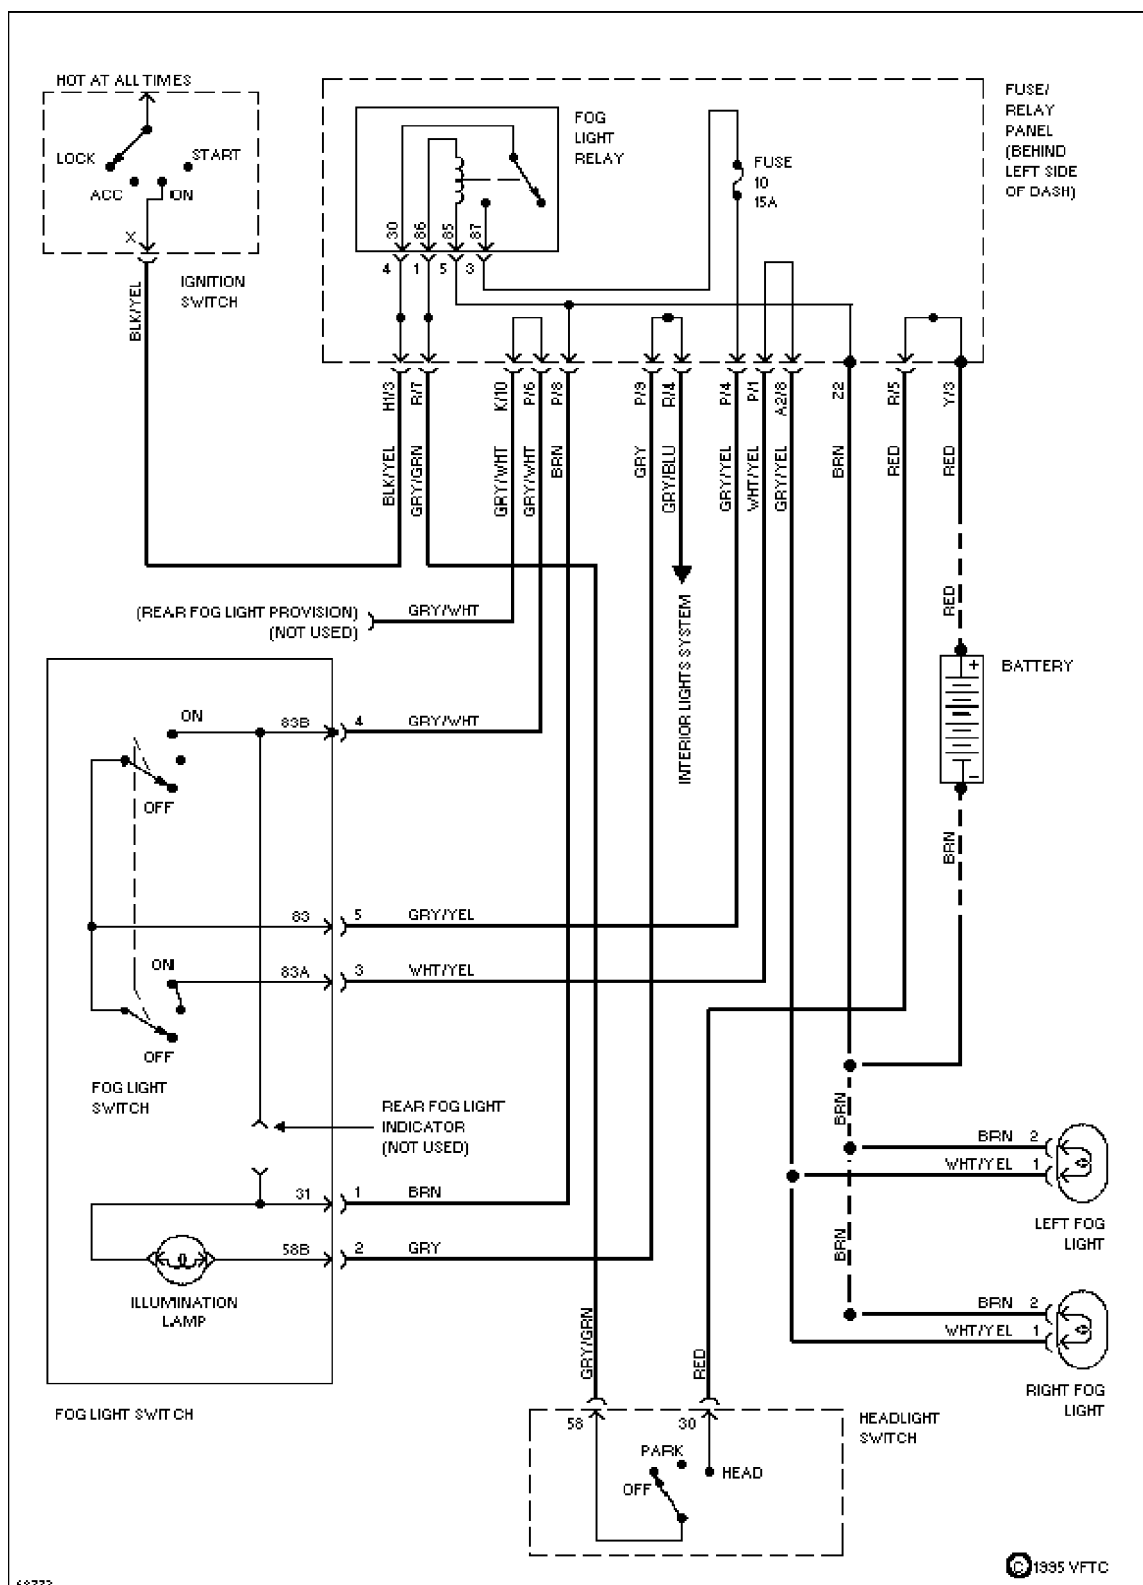 HOT AT ALL TIMES
LOCK
START
ACC
ON
X
IGNITION
SWITCH
BLK/YEL
FOG
LIGHT
RELAY
30
86
85
87
4
1
5
3
FUSE
10
15A
FUSE/
RELAY
PANEL
(BEHIND
LEFT SIDE
OF DASH)
H1/3
R/7
K/10
P/6
P/8
P/9
R/4
P/4
P/1
A2/8
Z2
R/5
Y/3
BLK/YEL
GRY/GRN
GRY/WHT
GRY/WHT
BRN
GRY
GRY/BLU
GRY/YEL
WHT/YEL
GRY/YEL
BRN
RED
RED
(REAR FOG LIGHT PROVISION)
(NOT USED)
GRY/WHT
INTERIOR LIGHTS SYSTEM
RED
BATTERY
+
−
BRN
ON
OFF
83B
4
GRY/WHT
83
5
GRY/YEL
ON
OFF
83A
3
WHT/YEL
FOG LIGHT
SWITCH
REAR FOG LIGHT
INDICATOR
(NOT USED)
31
1
BRN
58B
2
GRY
ILLUMINATION
LAMP
FOG LIGHT SWITCH
BRN
BRN
2
WHT/YEL
1
LEFT FOG
LIGHT
BRN
BRN
2
WHT/YEL
1
RIGHT FOG
LIGHT
GRY/GRN
RED
58
30
PARK
OFF
HEAD
HEADLIGHT
SWITCH
© 1995 VFTC